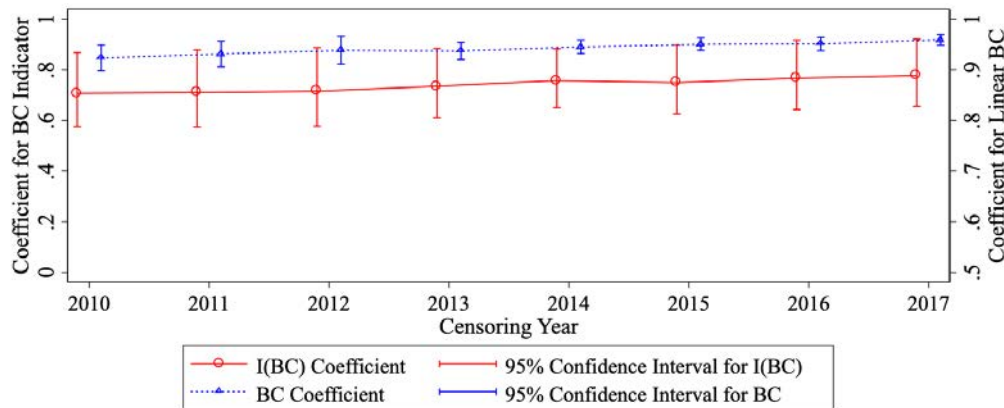 Coefficient for BC Indicator
1
.8
.6
.4
.2
0
Coefficient for Linear BC
1
.9
.8
.7
.6
.5
2010 2011 2012 2013 2014 2015 2016 2017
Censoring Year
I(BC) Coefficient 95% Confidence Interval for I(BC)
BC Coefficient 95% Confidence Interval for BC